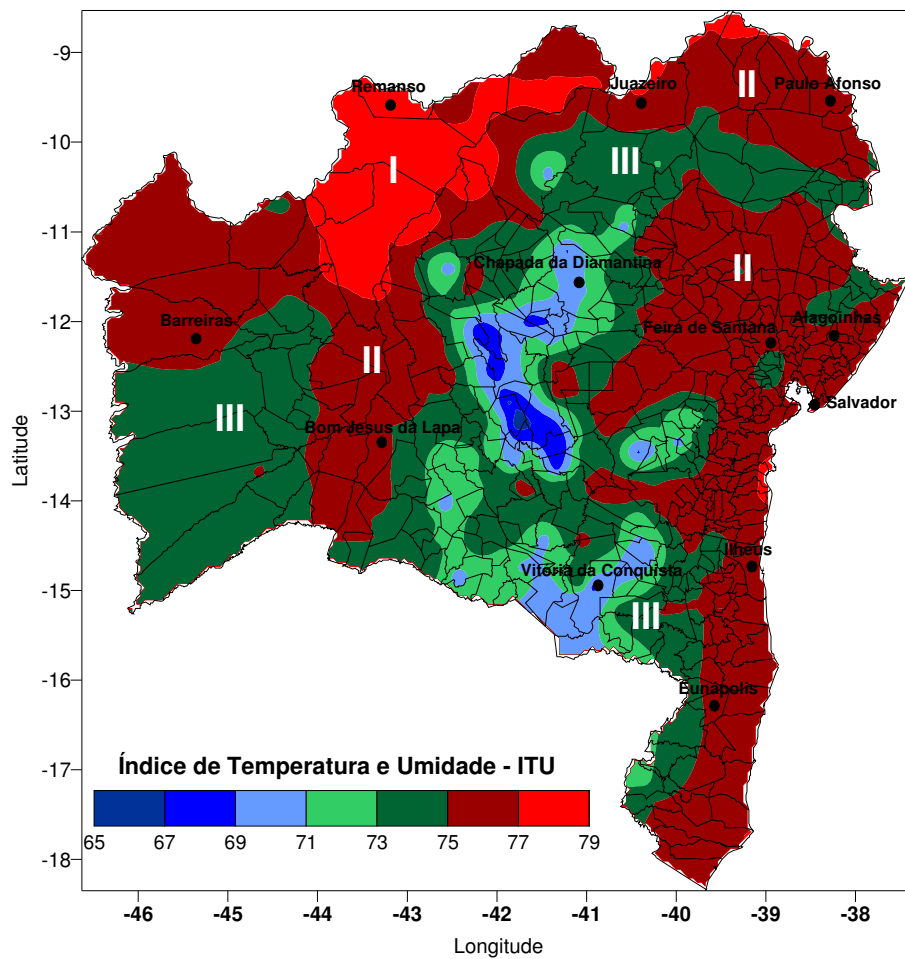 -9
-10
-11
-12
-13
-14
-15
-16
-17
-18
Latitude
Remanso
Juazeiro
II
Paulo Afonso
I
III
Chapada da Diamantina
II
Barreiras
Feira de Santana
Alagoinhas
II
III
Salvador
Bom Jesus da Lapa
Ilhéus
Vitória da Conquista
III
Eunápolis
Índice de Temperatura e Umidade - ITU
65 67 69 71 73 75 77 79
-46 -45 -44 -43 -42 -41 -40 -39 -38
Longitude